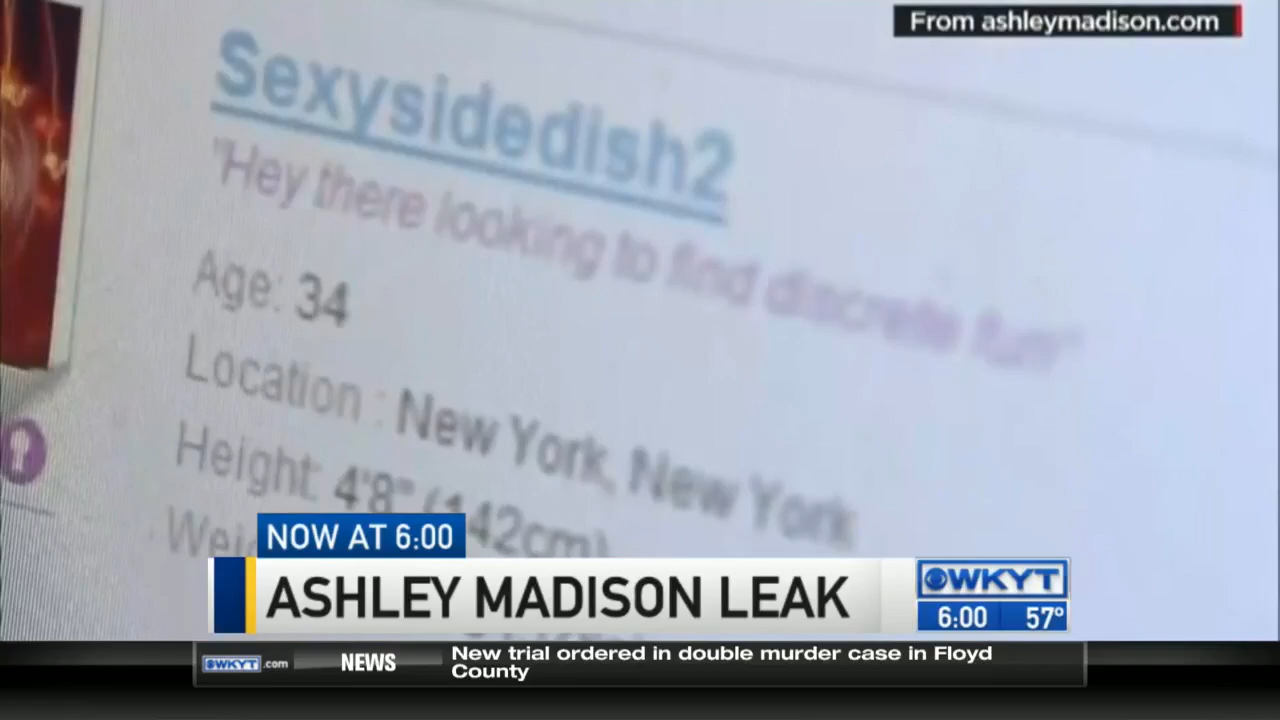 From ashleymadison.com
Sexysidedish2
"Hey there looking to find discrete fun"
Age: 34
Location : New York, New York
Height: 4'8" (142cm)
NOW AT 6:00
ASHLEY MADISON LEAK
WKYT
6:00 57°
WKYT .com NEWS New trial ordered in double murder case in Floyd
County